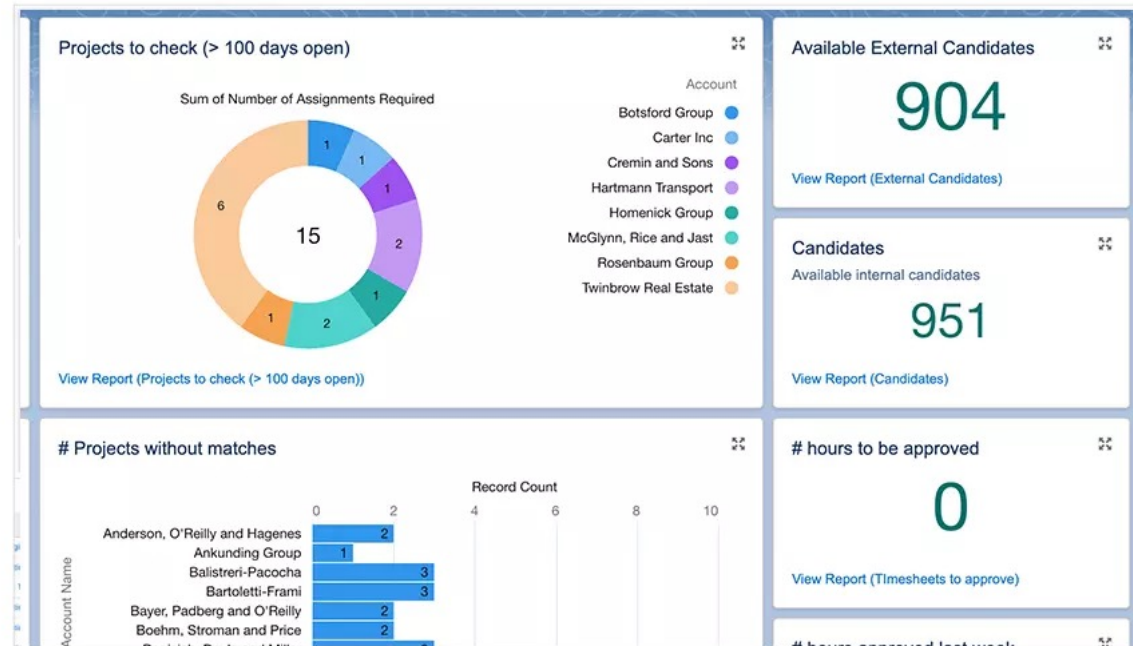 Projects to check (> 100 days open)
Sum of Number of Assignments Required
1
1
1
2
1
2
1
6
15
Account
Botsford Group
Carter Inc
Cremin and Sons
Hartmann Transport
Homenick Group
McGlynn, Rice and Jast
Rosenbaum Group
Twinbrow Real Estate
View Report (Projects to check (> 100 days open))
Available External Candidates
904
View Report (External Candidates)
Candidates
Available internal candidates
951
View Report (Candidates)
# Projects without matches
Record Count
0 2 4 6 8 10
Account Name
Anderson, O'Reilly and Hagenes 2
Ankunding Group 1
Balistreri-Pacocha 3
Bartoletti-Frami 3
Bayer, Padberg and O'Reilly 2
Boehm, Stroman and Price 2
# hours to be approved
0
View Report (TImesheets to approve)
# hours approved last week